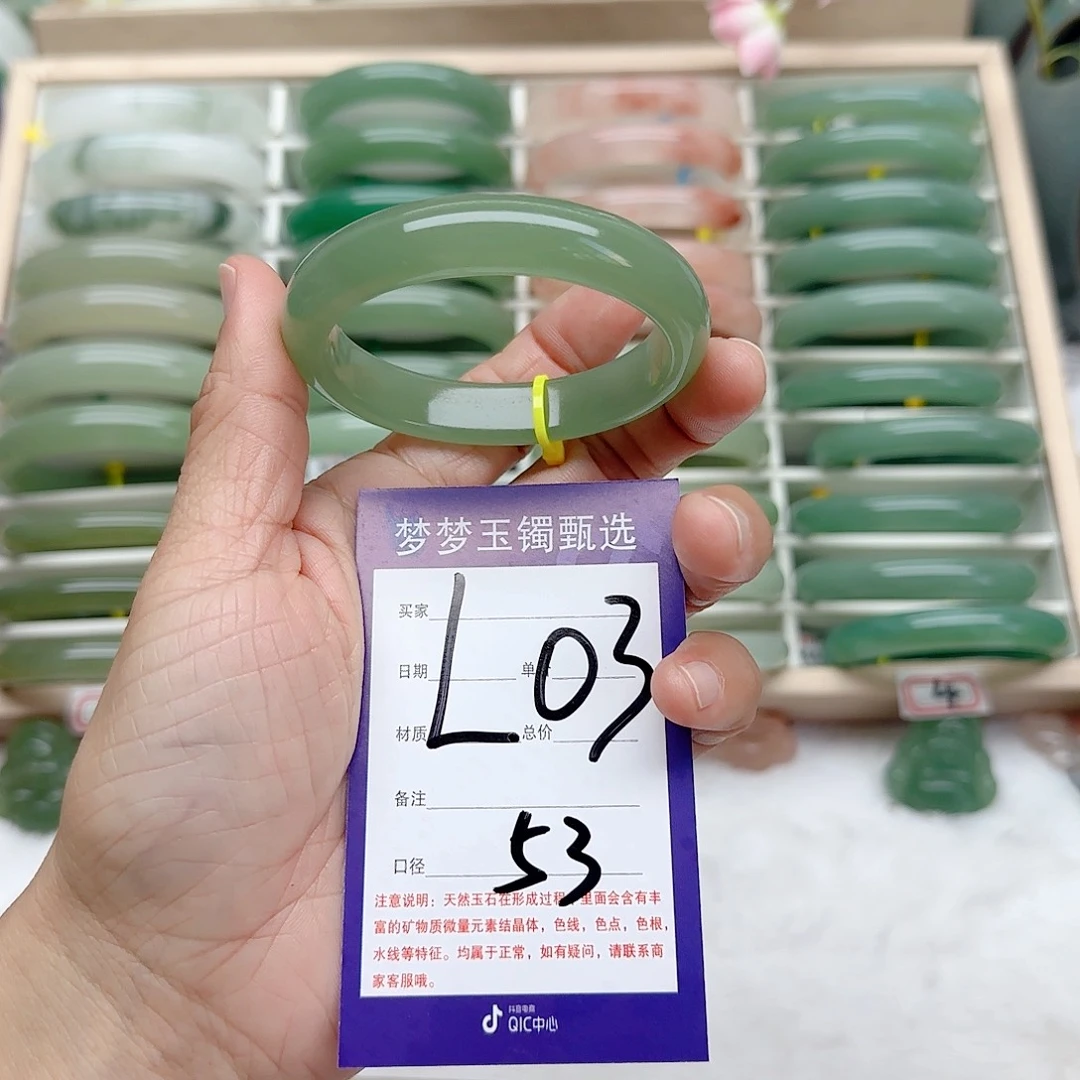 梦梦玉镯甄选
买家
L03
日期 单
材质 总价
备注
口径 53
注意说明：天然玉石在形成过程 里面会含有丰
富的矿物质微量元素结晶体，色线，色点，色根，
水线等特征。均属于正常，如有疑问，请联系商
家客服哦。
抖音电商
QIC中心